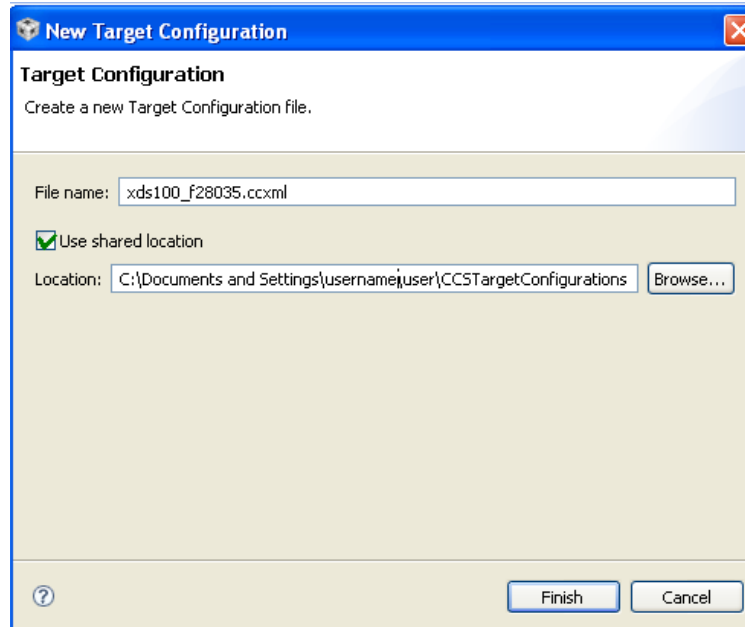 New Target Configuration
Target Configuration
Create a new Target Configuration file.
File name: xds100_f28035.ccxml
Use shared location
Location: C:\Documents and Settings\username\user\CCSTargetConfigurations Browse...
Finish Cancel